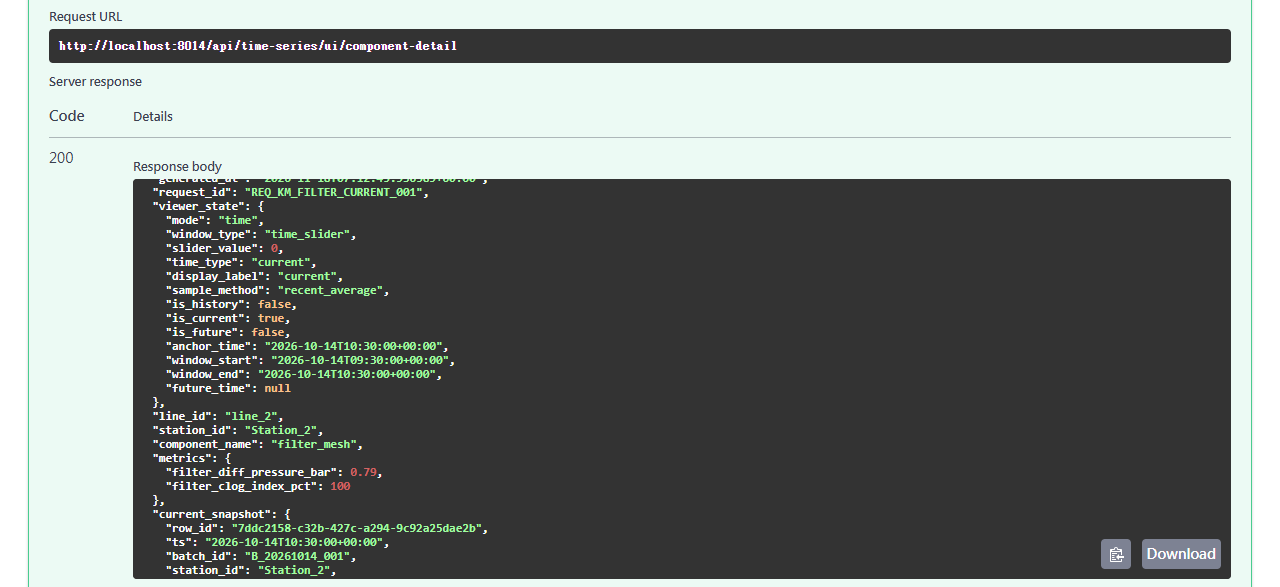 Request URL
http://localhost:8014/api/time-series/ui/component-detail
Server response
Code Details
200
Response body
"request_id": "REQ_KM_FILTER_CURRENT_001",
"viewer_state": {
"mode": "time",
"window_type": "time_slider",
"slider_value": 0,
"time_type": "current",
"display_label": "current",
"sample_method": "recent_average",
"is_history": false,
"is_current": true,
"is_future": false,
"anchor_time": "2026-10-14T10:30:00+00:00",
"window_start": "2026-10-14T09:30:00+00:00",
"window_end": "2026-10-14T10:30:00+00:00",
"future_time": null
},
"line_id": "line_2",
"station_id": "Station_2",
"component_name": "filter_mesh",
"metrics": {
"filter_diff_pressure_bar": 0.79,
"filter_clog_index_pct": 100
},
"current_snapshot": {
"row_id": "7ddc2158-c32b-427c-a294-9c92a25dae2b",
"ts": "2026-10-14T10:30:00+00:00",
"batch_id": "B_20261014_001",
"station_id": "Station_2",
Download